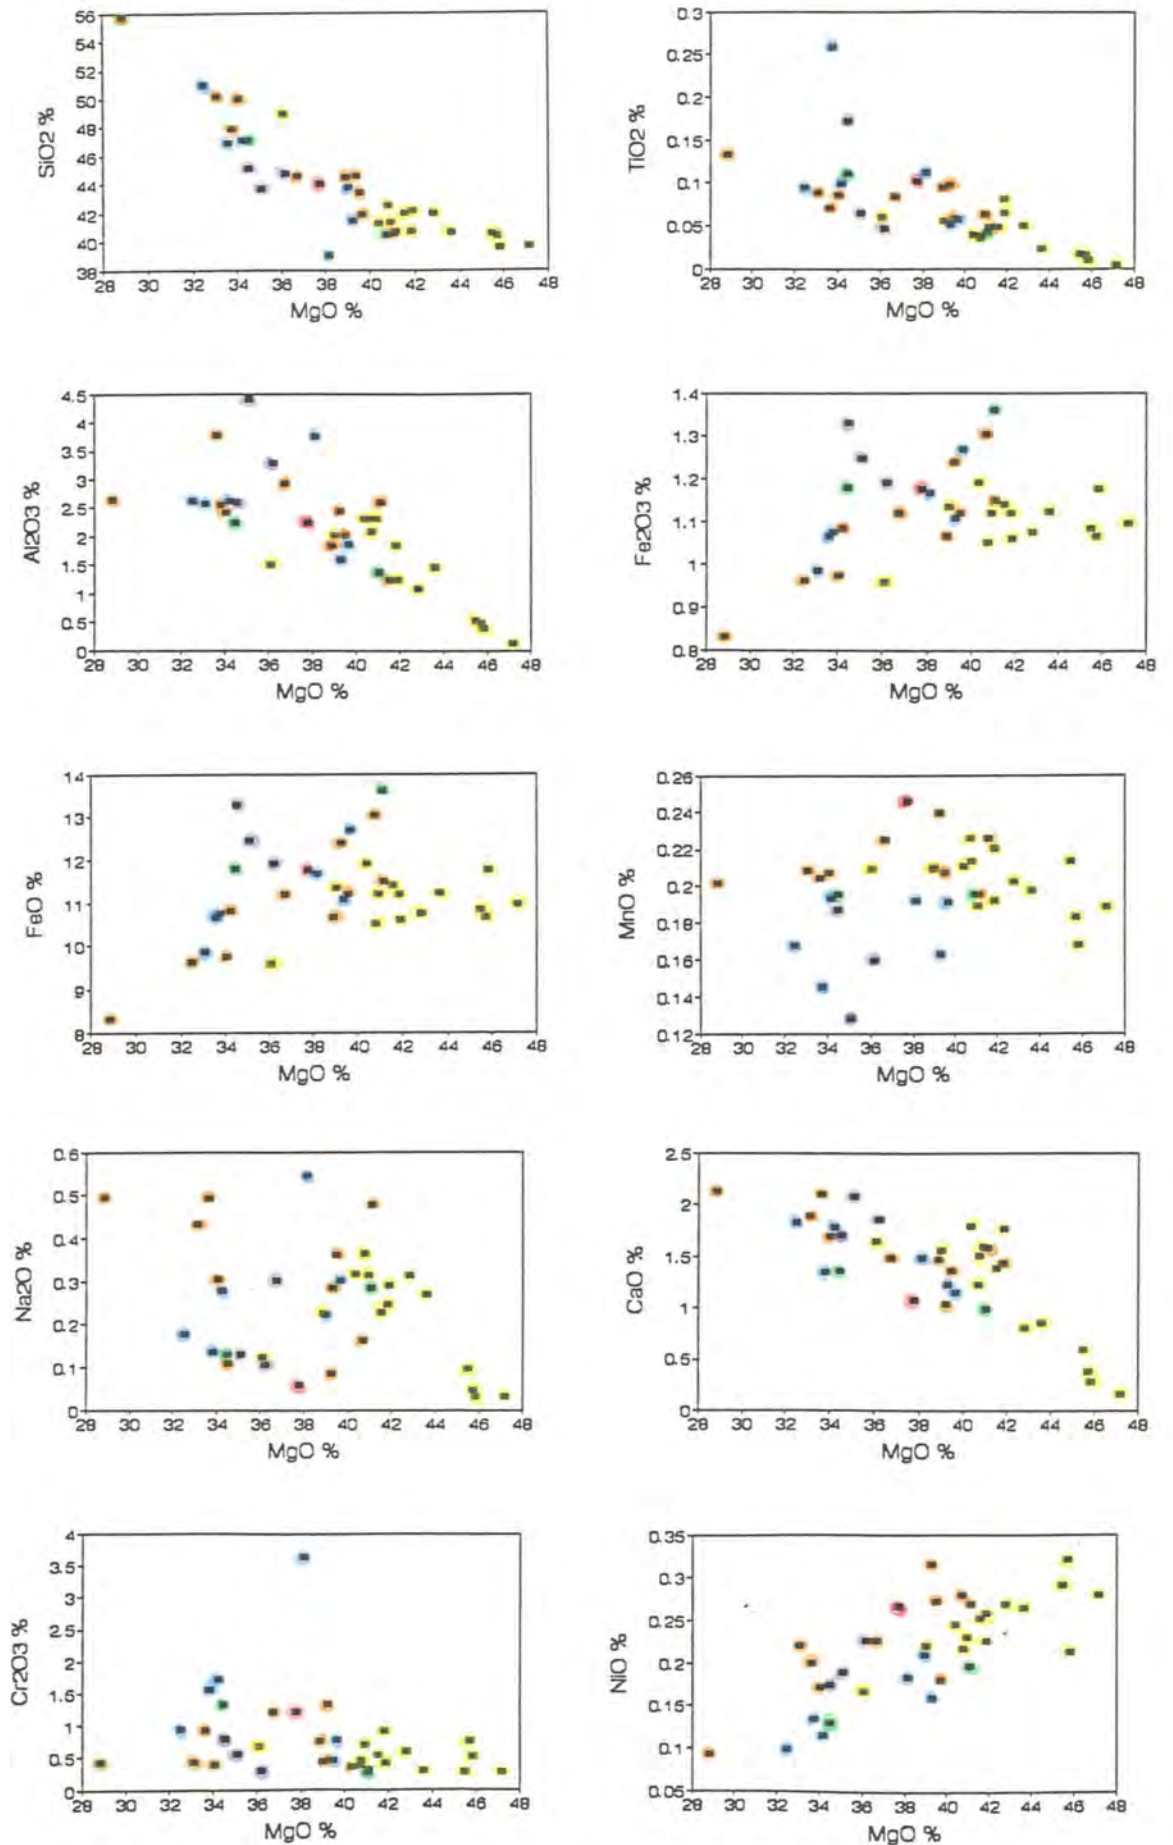 SiO2 %
56
54
52
50
48
46
44
42
40
38
28 30 32 34 36 38 40 42 44 46 48
MgO %
TiO2 %
0.3
0.25
0.2
0.15
0.1
0.05
0
28 30 32 34 36 38 40 42 44 46 48
MgO %
Al2O3 %
4.5
4
3.5
3
2.5
2
1.5
1
0.5
0
28 30 32 34 36 38 40 42 44 46 48
MgO %
Fe2O3 %
1.4
1.3
1.2
1.1
1
0.9
0.8
28 30 32 34 36 38 40 42 44 46 48
MgO %
FeO %
14
13
12
11
10
9
8
28 30 32 34 36 38 40 42 44 46 48
MgO %
MnO %
0.26
0.24
0.22
0.2
0.18
0.16
0.14
0.12
28 30 32 34 36 38 40 42 44 46 48
MgO %
Na2O %
0.6
0.5
0.4
0.3
0.2
0.1
0
28 30 32 34 36 38 40 42 44 46 48
MgO %
CaO %
2.5
2
1.5
1
0.5
0
28 30 32 34 36 38 40 42 44 46 48
MgO %
Cr2O3 %
4
3.5
3
2.5
2
1.5
1
0.5
0
28 30 32 34 36 38 40 42 44 46 48
MgO %
NiO %
0.35
0.3
0.25
0.2
0.15
0.1
0.05
28 30 32 34 36 38 40 42 44 46 48
MgO %